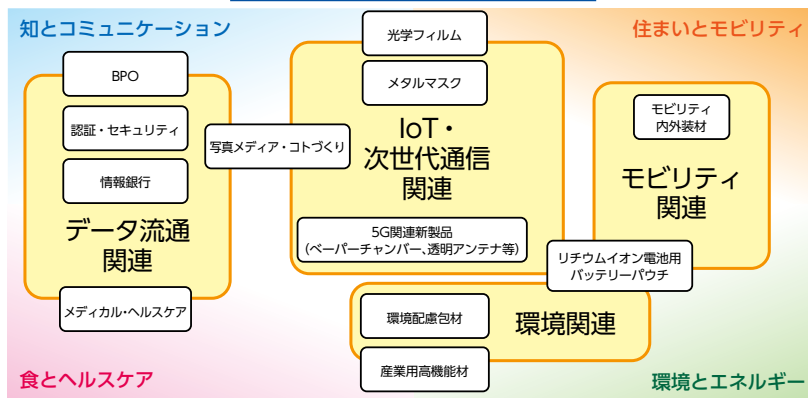 知とコミュニケーション
住まいとモビリティ
光学フィルム
メタルマスク
IoT・
次世代通信
関連
5G関連新製品
(ベーパーチャンバー、透明アンテナ等)
BPO
認証・セキュリティ
情報銀行
データ流通
関連
写真メディア・コトづくり
メディカル・ヘルスケア
モビリティ
内外装材
モビリティ
関連
リチウムイオン電池用
バッテリーパウチ
環境配慮包材
環境関連
産業用高機能材
食とヘルスケア
環境とエネルギー